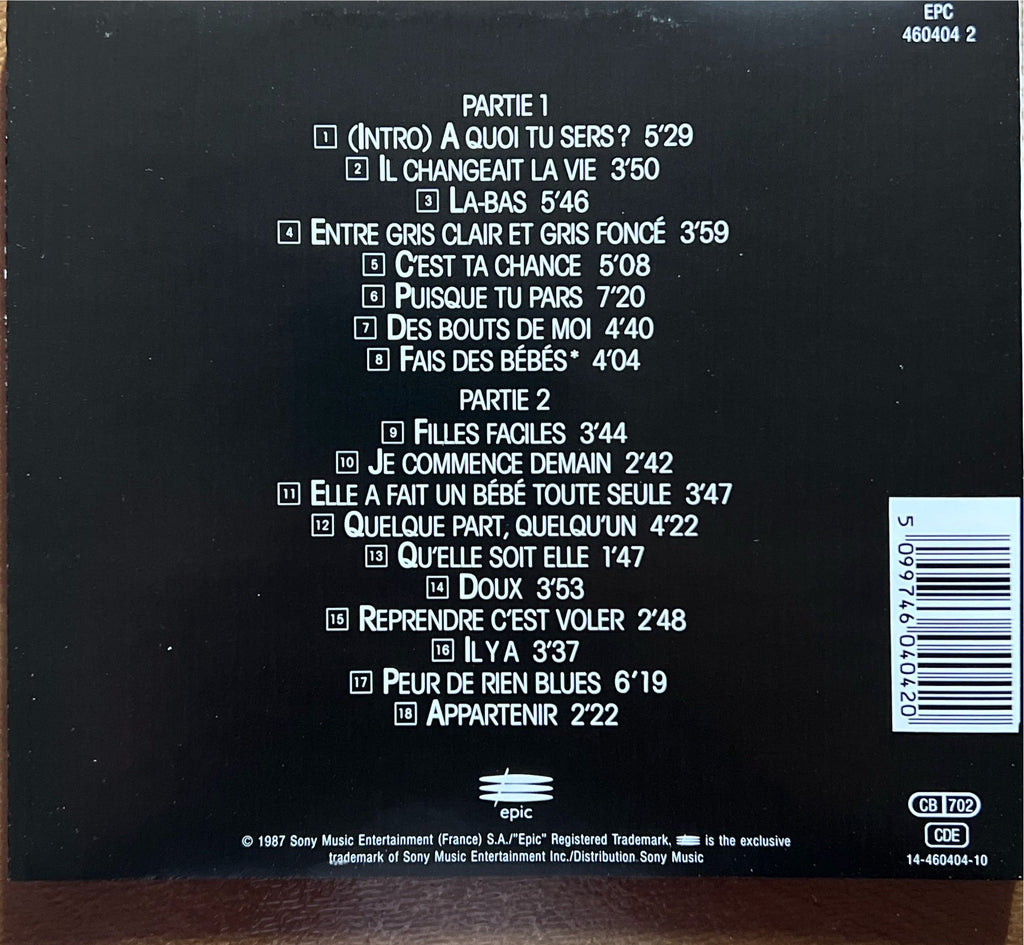 EPC
460404 2
PARTIE 1
1 (INTRO) A QUOI TU SERS ? 5'29
2 IL CHANGEAIT LA VIE 3'50
3 LA-BAS 5'46
4 ENTRE GRIS CLAIR ET GRIS FONCÉ 3'59
5 C'EST TA CHANCE 5'08
6 PUISQUE TU PARS 7'20
7 DES BOUTS DE MOI 4'40
8 FAIS DES BÉBÉS* 4'04
PARTIE 2
9 FILLES FACILES 3'44
10 JE COMMENCE DEMAIN 2'42
11 ELLE A FAIT UN BÉBÉ TOUTE SEULE 3'47
12 QUELQUE PART, QUELQU'UN 4'22
13 QU'ELLE SOIT ELLE 1'47
14 DOUX 3'53
15 REPRENDRE C'EST VOLER 2'48
16 IL Y A 3'37
17 PEUR DE RIEN BLUES 6'19
18 APPARTENIR 2'22
5 099746 040420
epic
© 1987 Sony Music Entertainment (France) S.A./"Epic" Registered Trademark, is the exclusive
trademark of Sony Music Entertainment Inc./Distribution Sony Music
CB 702
CDE
14-460404-10